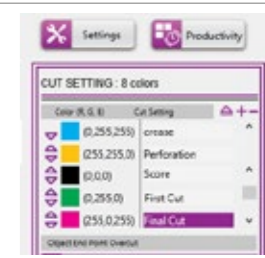 Settings Productivity
CUT SETTING : 8 colors
Color (R, G, B) Cut Setting
(0,255,255) crease
(255,255,0) Perforation
(0,0,0) Score
(0,255,0) First Cut
(255,0,255) Final Cut
Object End Point Overcut